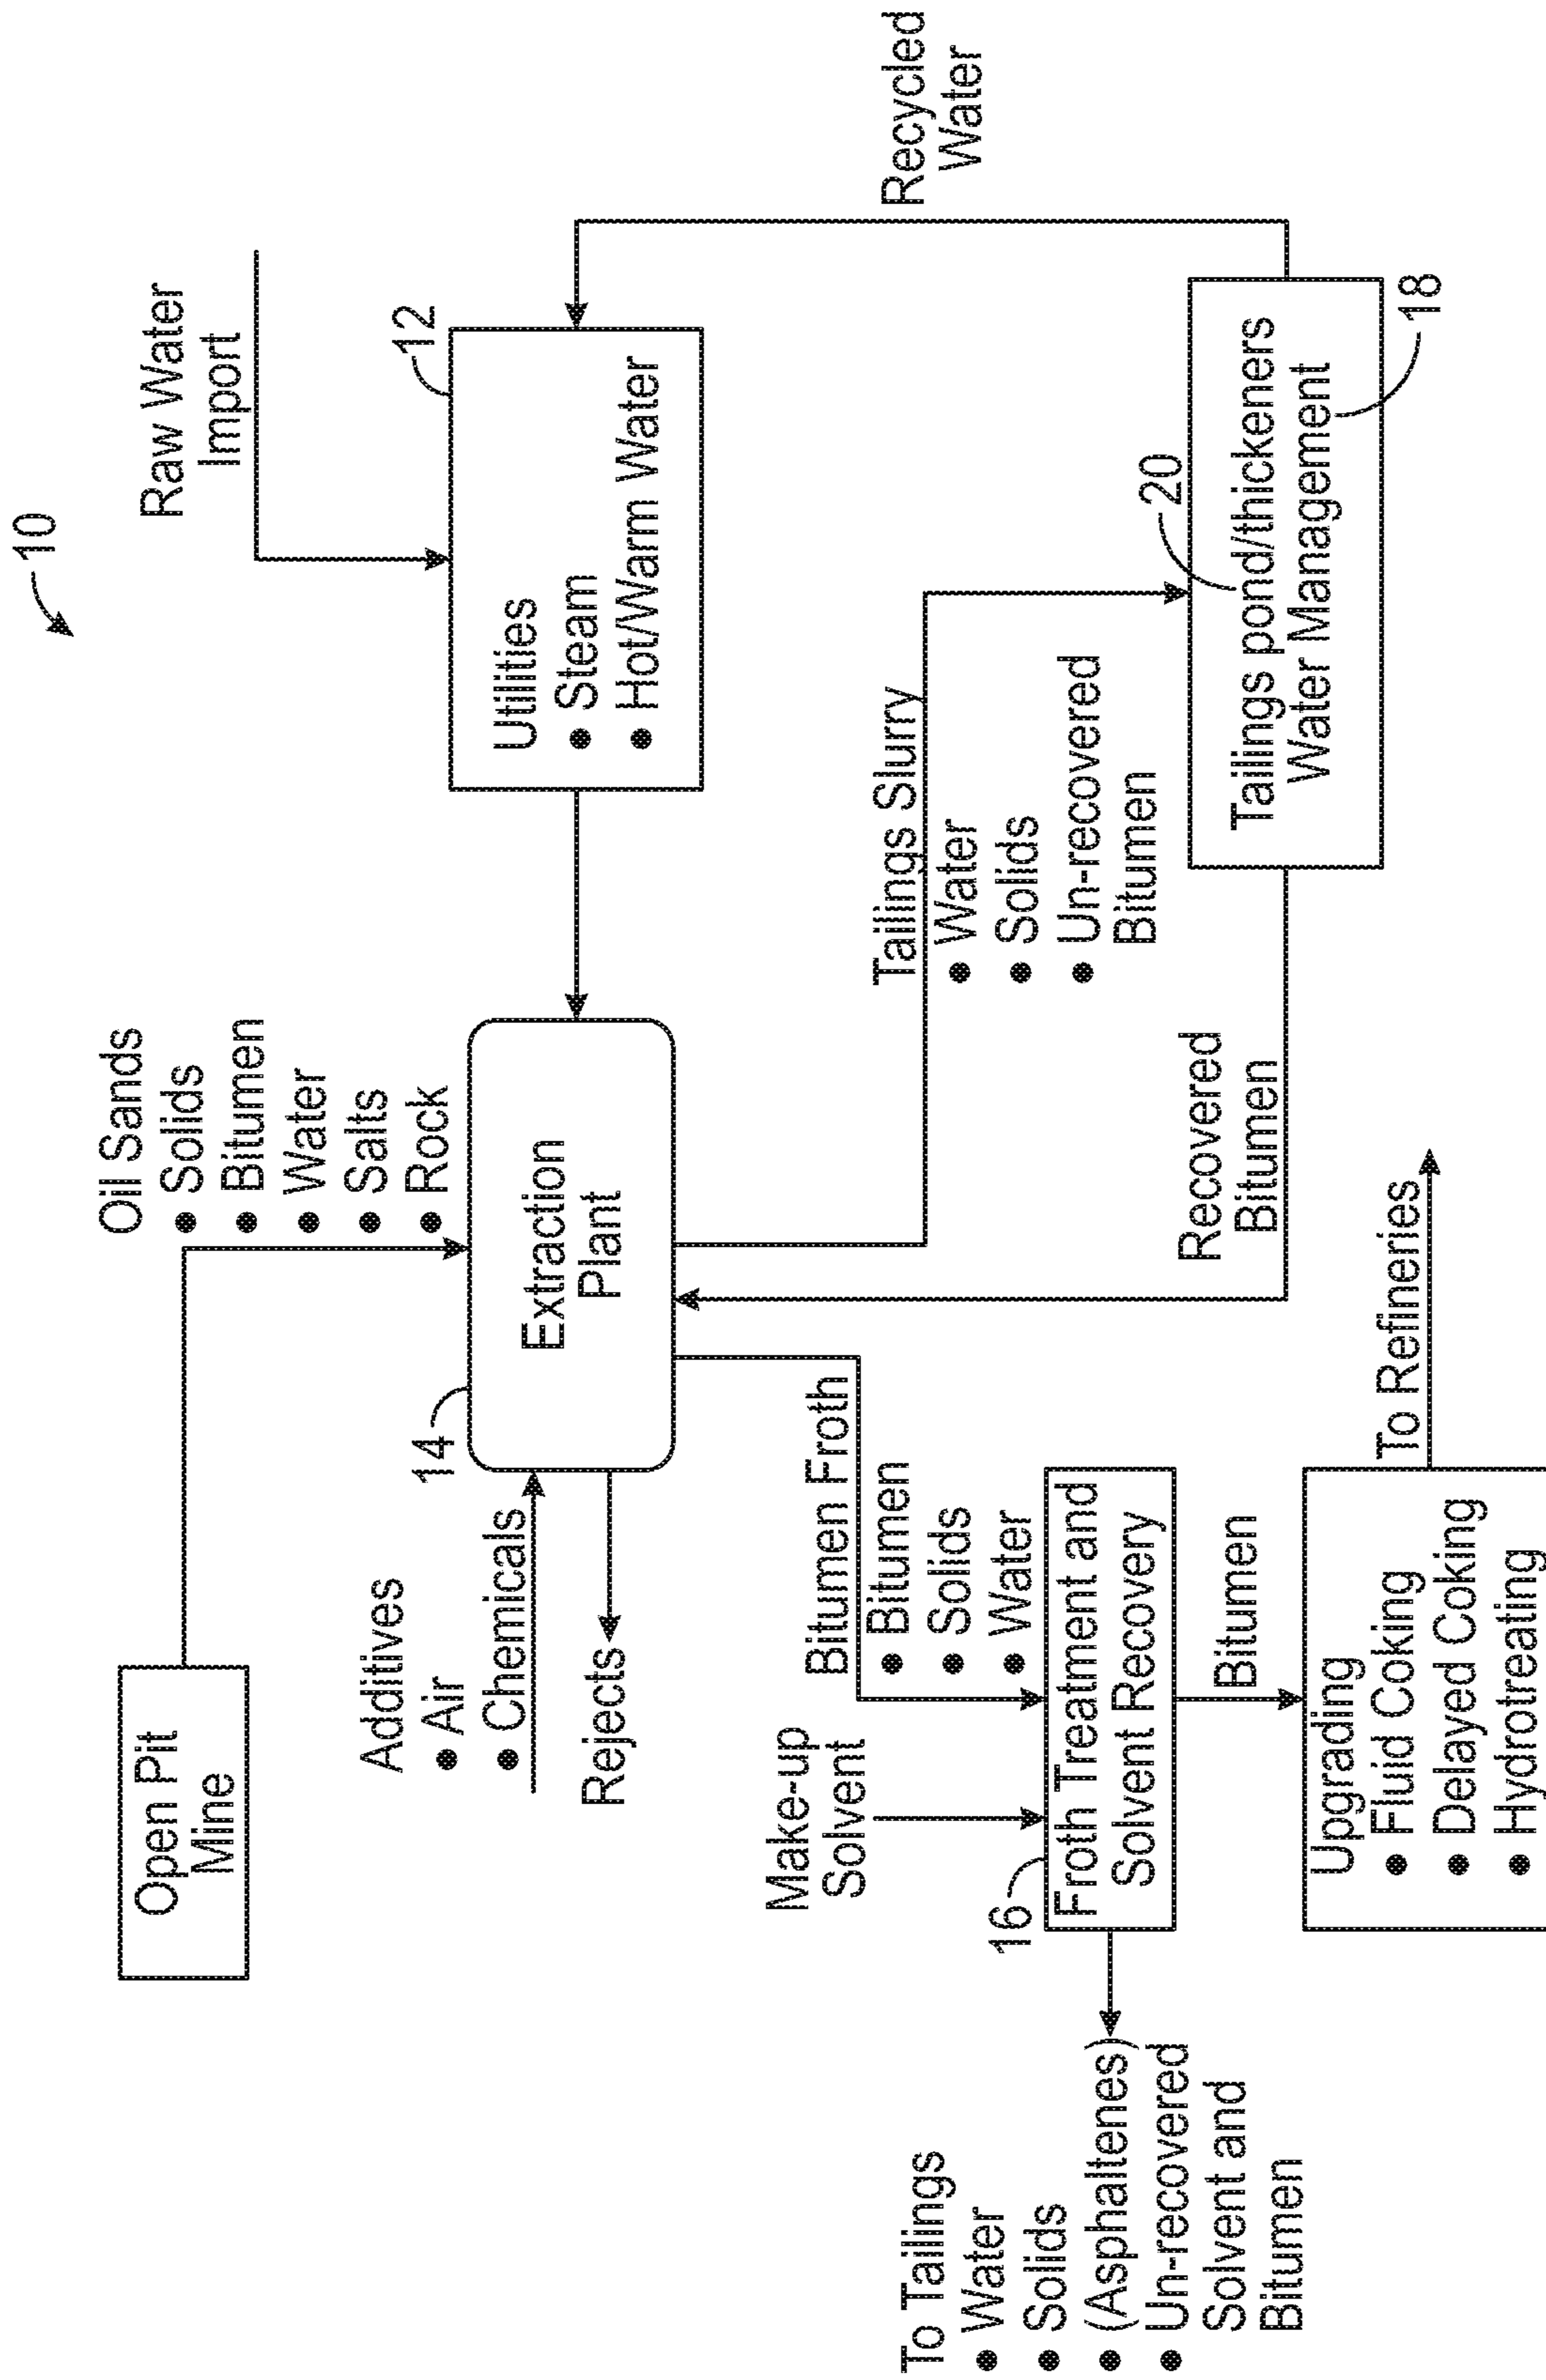 10
Raw Water
Import
12
Utilities
● Steam
● Hot/Warm Water
Recycled
Water
Oil Sands
● Solids
● Bitumen
● Water
● Salts
● Rock
Open Pit
Mine
14
Extraction
Plant
Additives
● Air
● Chemicals
Rejects
Tailings Slurry
● Water
● Solids
● Un-recovered
Bitumen
20
Tailings pond/thickeners
Water Management
18
Recovered
Bitumen
Bitumen Froth
● Bitumen
● Solids
● Water
Make-up
Solvent
16
Froth Treatment and
Solvent Recovery
To Tailings
● Water
● Solids
● (Asphaltenes)
● Un-recovered
Solvent and
Bitumen
Bitumen
Upgrading
● Fluid Coking
● Delayed Coking
● Hydrotreating
To Refineries